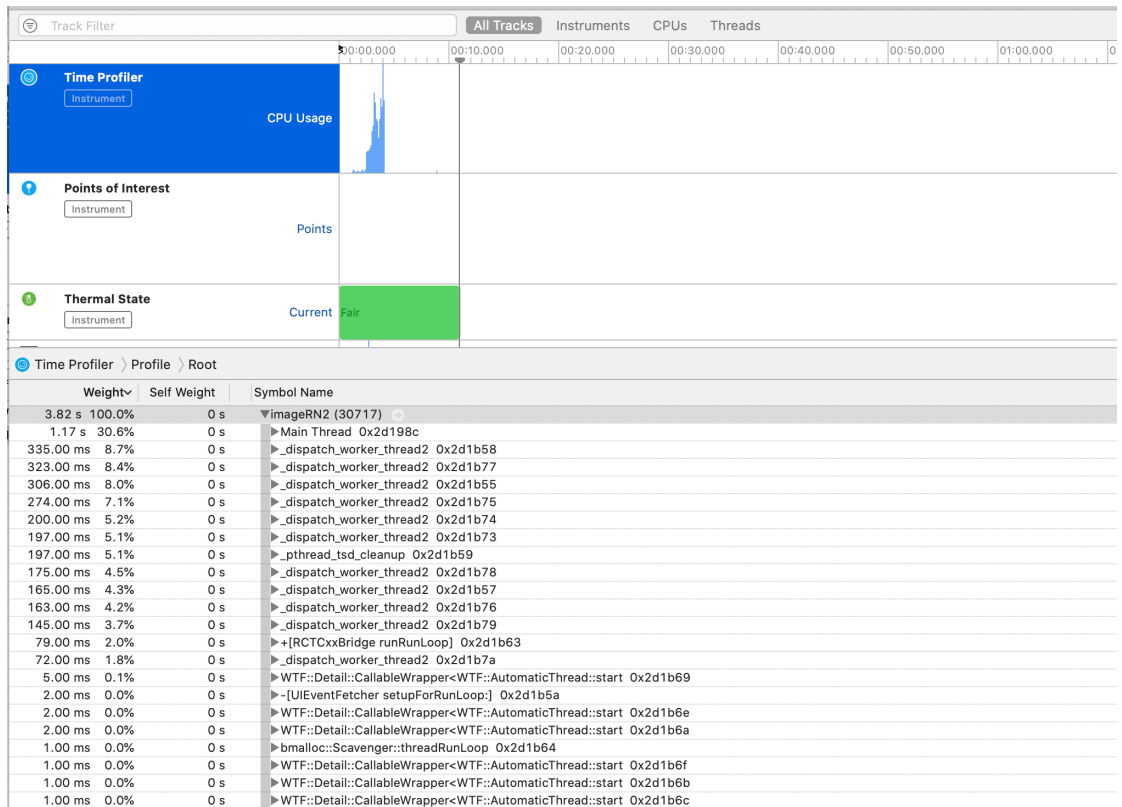 Track Filter All Tracks Instruments CPUs Threads
00:00.000 00:10.000 00:20.000 00:30.000 00:40.000 00:50.000 01:00.000 0
Time Profiler
Instrument
CPU Usage
Points of Interest
Instrument
Points
Thermal State
Instrument
Current Fair
Time Profiler Profile Root
Weight Self Weight Symbol Name
3.82 s 100.0% 0 s imageRN2 (30717)
1.17 s 30.6% 0 s Main Thread 0x2d198c
335.00 ms 8.7% 0 s _dispatch_worker_thread2 0x2d1b58
323.00 ms 8.4% 0 s _dispatch_worker_thread2 0x2d1b77
306.00 ms 8.0% 0 s _dispatch_worker_thread2 0x2d1b55
274.00 ms 7.1% 0 s _dispatch_worker_thread2 0x2d1b75
200.00 ms 5.2% 0 s _dispatch_worker_thread2 0x2d1b74
197.00 ms 5.1% 0 s _dispatch_worker_thread2 0x2d1b73
197.00 ms 5.1% 0 s _pthread_tsd_cleanup 0x2d1b59
175.00 ms 4.5% 0 s _dispatch_worker_thread2 0x2d1b78
165.00 ms 4.3% 0 s _dispatch_worker_thread2 0x2d1b57
163.00 ms 4.2% 0 s _dispatch_worker_thread2 0x2d1b76
145.00 ms 3.7% 0 s _dispatch_worker_thread2 0x2d1b79
79.00 ms 2.0% 0 s +[RCTCxxBridge runRunLoop] 0x2d1b63
72.00 ms 1.8% 0 s _dispatch_worker_thread2 0x2d1b7a
5.00 ms 0.1% 0 s WTF::Detail::CallableWrapper<WTF::AutomaticThread::start 0x2d1b69
2.00 ms 0.0% 0 s -[UIEventFetcher setupForRunLoop:] 0x2d1b5a
2.00 ms 0.0% 0 s WTF::Detail::CallableWrapper<WTF::AutomaticThread::start 0x2d1b6e
2.00 ms 0.0% 0 s WTF::Detail::CallableWrapper<WTF::AutomaticThread::start 0x2d1b6a
1.00 ms 0.0% 0 s bmalloc::Scavenger::threadRunLoop 0x2d1b64
1.00 ms 0.0% 0 s WTF::Detail::CallableWrapper<WTF::AutomaticThread::start 0x2d1b6f
1.00 ms 0.0% 0 s WTF::Detail::CallableWrapper<WTF::AutomaticThread::start 0x2d1b6b
1.00 ms 0.0% 0 s WTF::Detail::CallableWrapper<WTF::AutomaticThread::start 0x2d1b6c